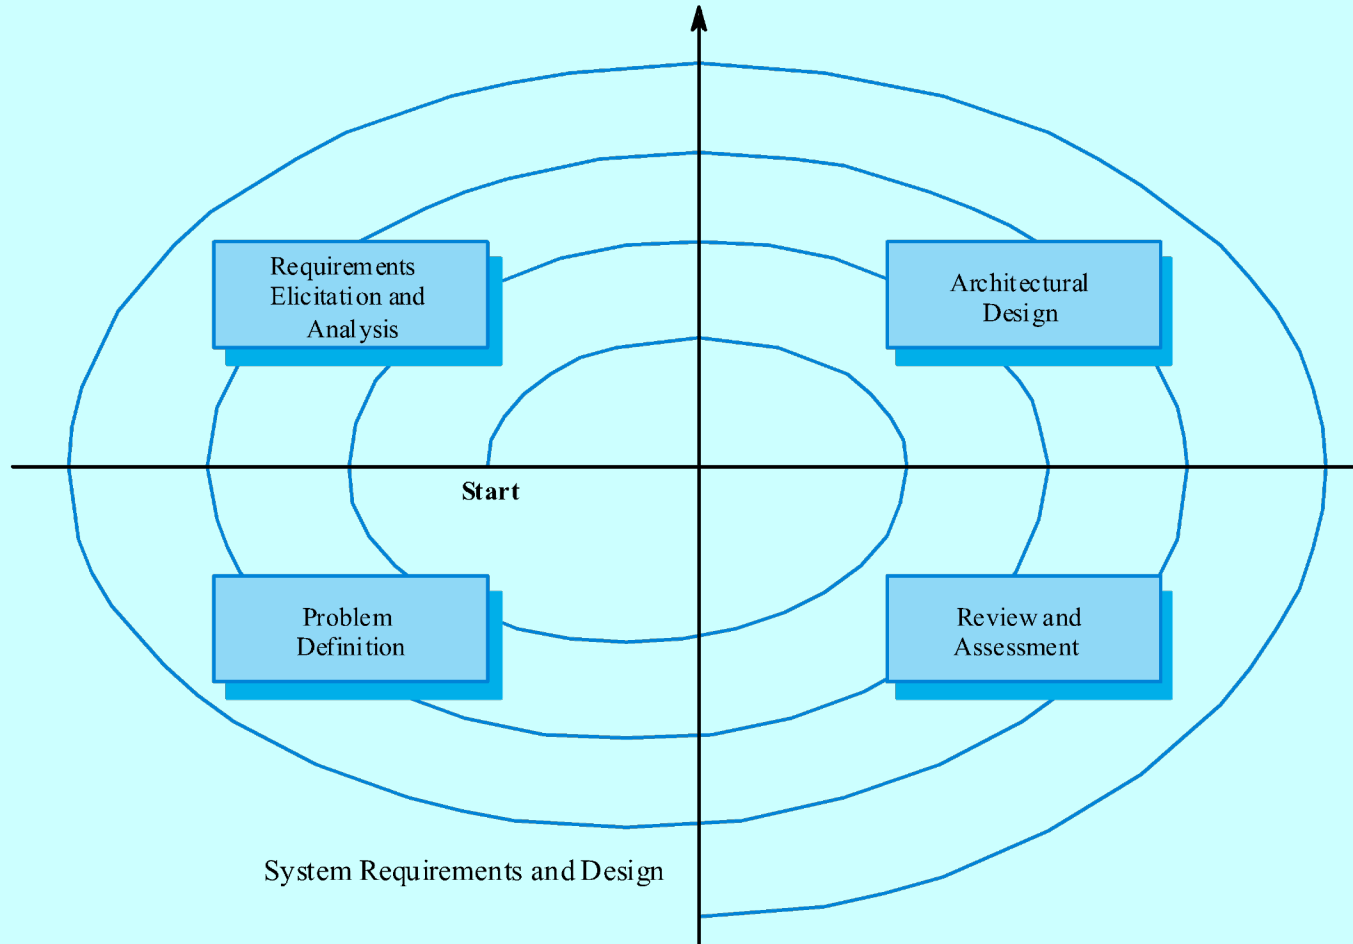 Requirements
Elicitation and
Analysis
Architectural
Design
Start
Problem
Definition
Review and
Assessment
System Requirements and Design